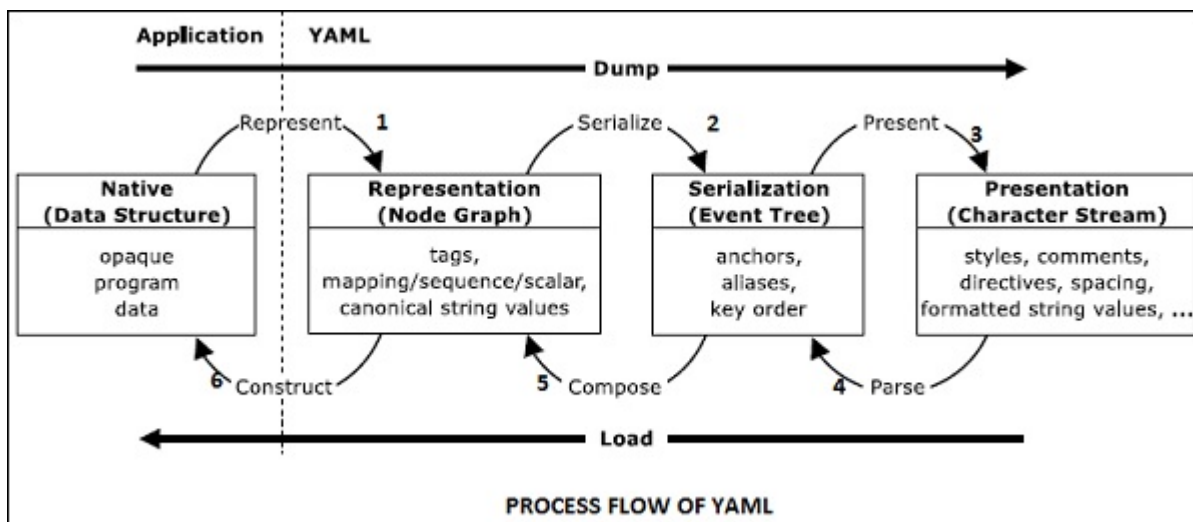 Application YAML
Dump
Represent 1 Serialize 2 Present 3
Native
(Data Structure)
opaque
program
data
Representation
(Node Graph)
tags,
mapping/sequence/scalar,
canonical string values
Serialization
(Event Tree)
anchors,
aliases,
key order
Presentation
(Character Stream)
styles, comments,
directives, spacing,
formatted string values, ...
6 Construct 5 Compose 4 Parse
Load
PROCESS FLOW OF YAML